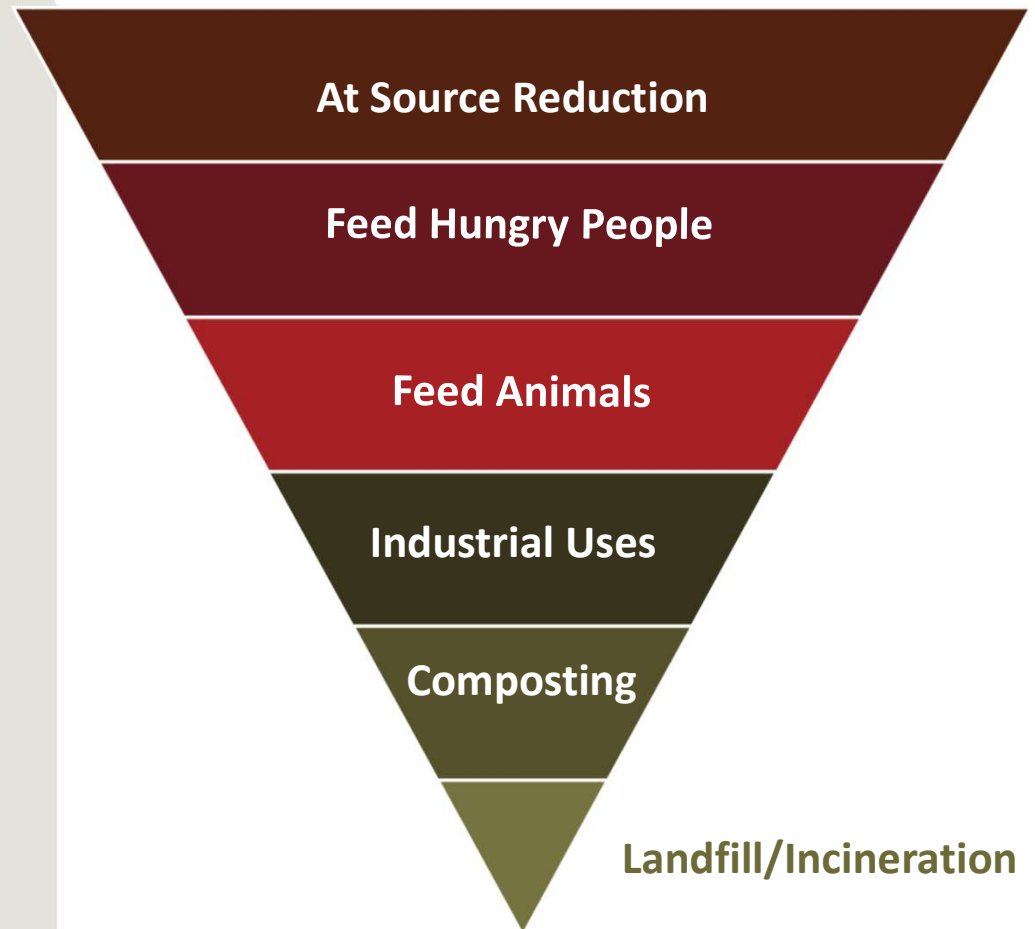 At Source Reduction
Feed Hungry People
Feed Animals
Industrial Uses
Composting
Landfill/Incineration